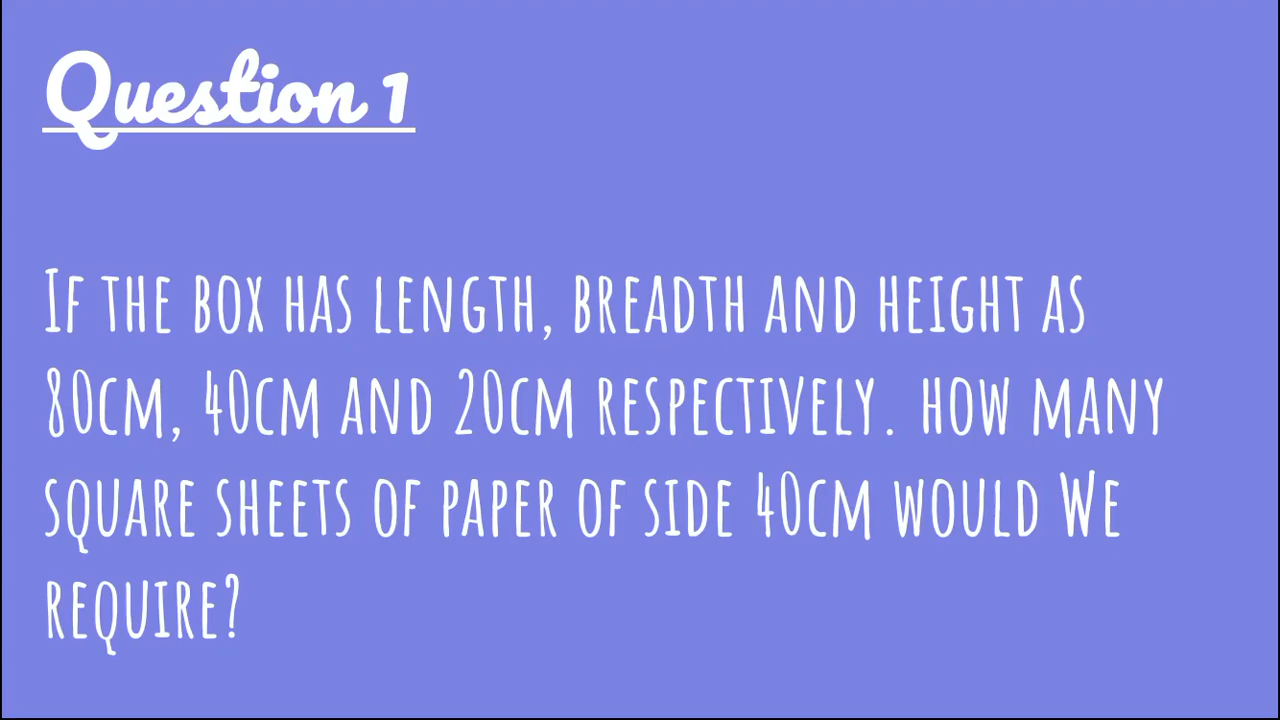 Question 1
If the box has length, breadth and height as
80cm, 40cm and 20cm respectively. how many
square sheets of paper of side 40cm would We
require?